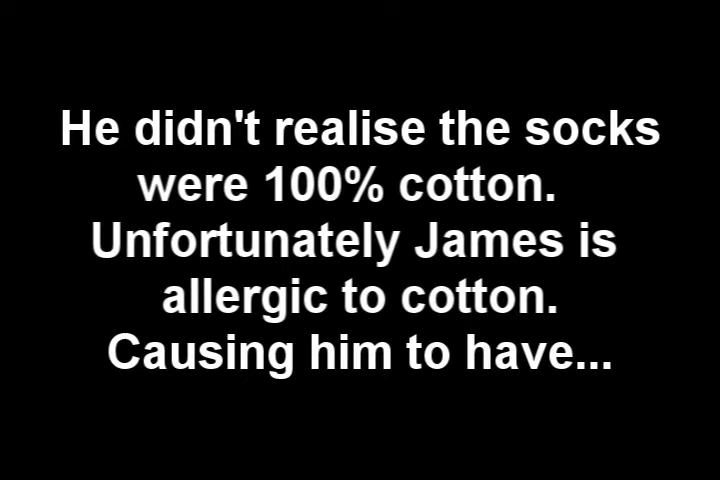 He didn't realise the socks
were 100% cotton.
Unfortunately James is
allergic to cotton.
Causing him to have...